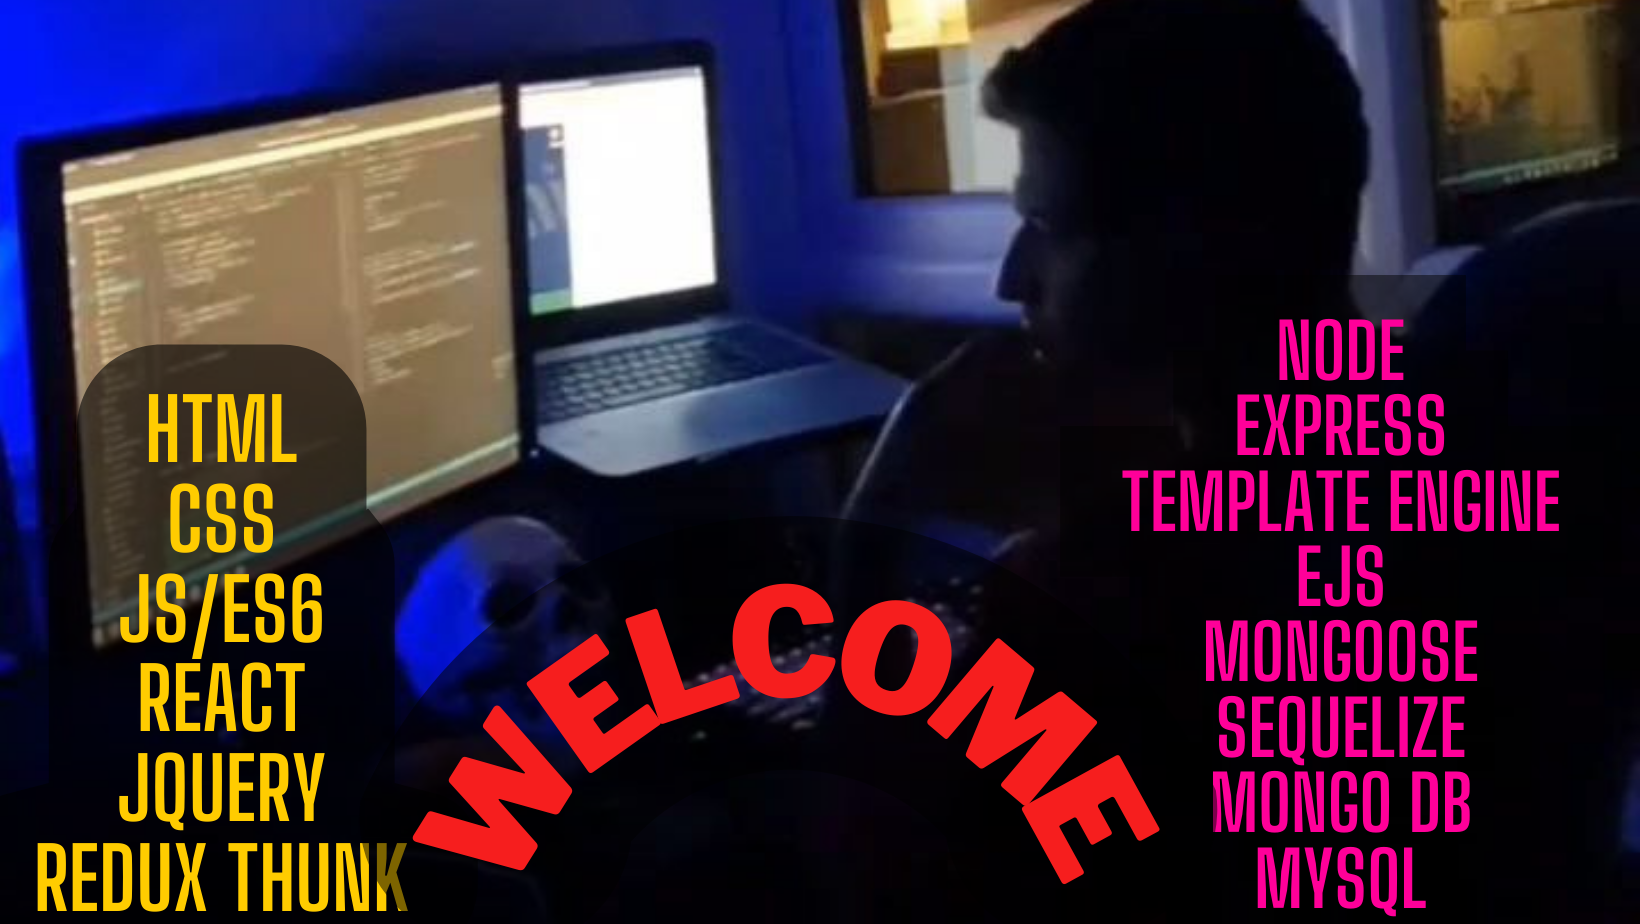 HTML
CSS
JS/ES6
REACT
JQUERY
REDUX THUNK
WELCOME
NODE
EXPRESS
TEMPLATE ENGINE
EJS
MONGOOSE
SEQUELIZE
MONGO DB
MYSQL